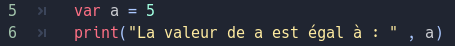 5 var a = 5
6 print("La valeur de a est égal à : " , a)